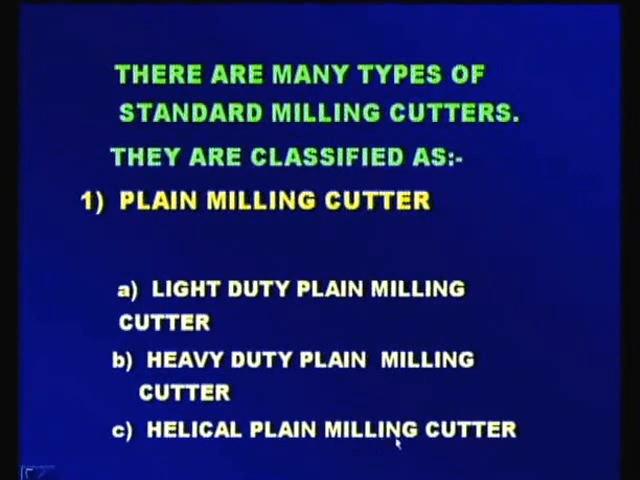 THERE ARE MANY TYPES OF
STANDARD MILLING CUTTERS.
THEY ARE CLASSIFIED AS:-
1) PLAIN MILLING CUTTER
a) LIGHT DUTY PLAIN MILLING
CUTTER
b) HEAVY DUTY PLAIN MILLING
CUTTER
c) HELICAL PLAIN MILLING CUTTER